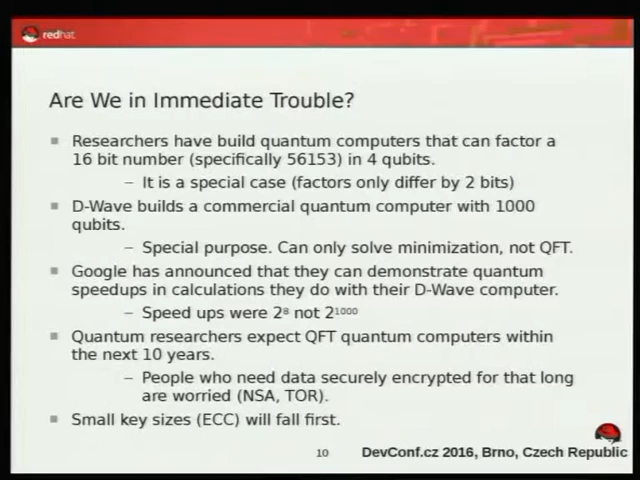 redhat
Are We in Immediate Trouble?
Researchers have build quantum computers that can factor a
16 bit number (specifically 56153) in 4 qubits.
– It is a special case (factors only differ by 2 bits)
D-Wave builds a commercial quantum computer with 1000
qubits.
– Special purpose. Can only solve minimization, not QFT.
Google has announced that they can demonstrate quantum
speedups in calculations they do with their D-Wave computer.
– Speed ups were 2⁸ not 2¹⁰⁰⁰
Quantum researchers expect QFT quantum computers within
the next 10 years.
– People who need data securely encrypted for that long
are worried (NSA, TOR).
Small key sizes (ECC) will fall first.
10
DevConf.cz 2016, Brno, Czech Republic